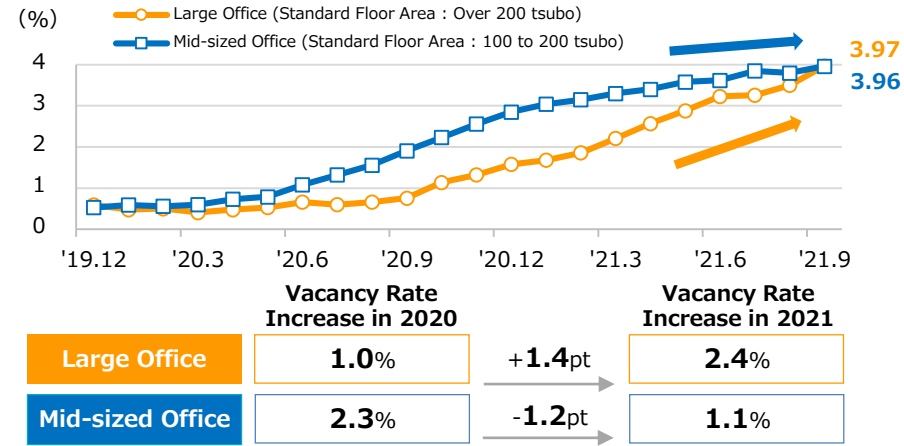 (%)
Large Office (Standard Floor Area : Over 200 tsubo)
Mid-sized Office (Standard Floor Area : 100 to 200 tsubo)
3.97
3.96
4
3
2
1
0
'19.12 '20.3 '20.6 '20.9 '20.12 '21.3 '21.6 '21.9
Vacancy Rate Increase in 2020
Vacancy Rate Increase in 2021
Large Office 1.0% +1.4pt 2.4%
Mid-sized Office 2.3% -1.2pt 1.1%